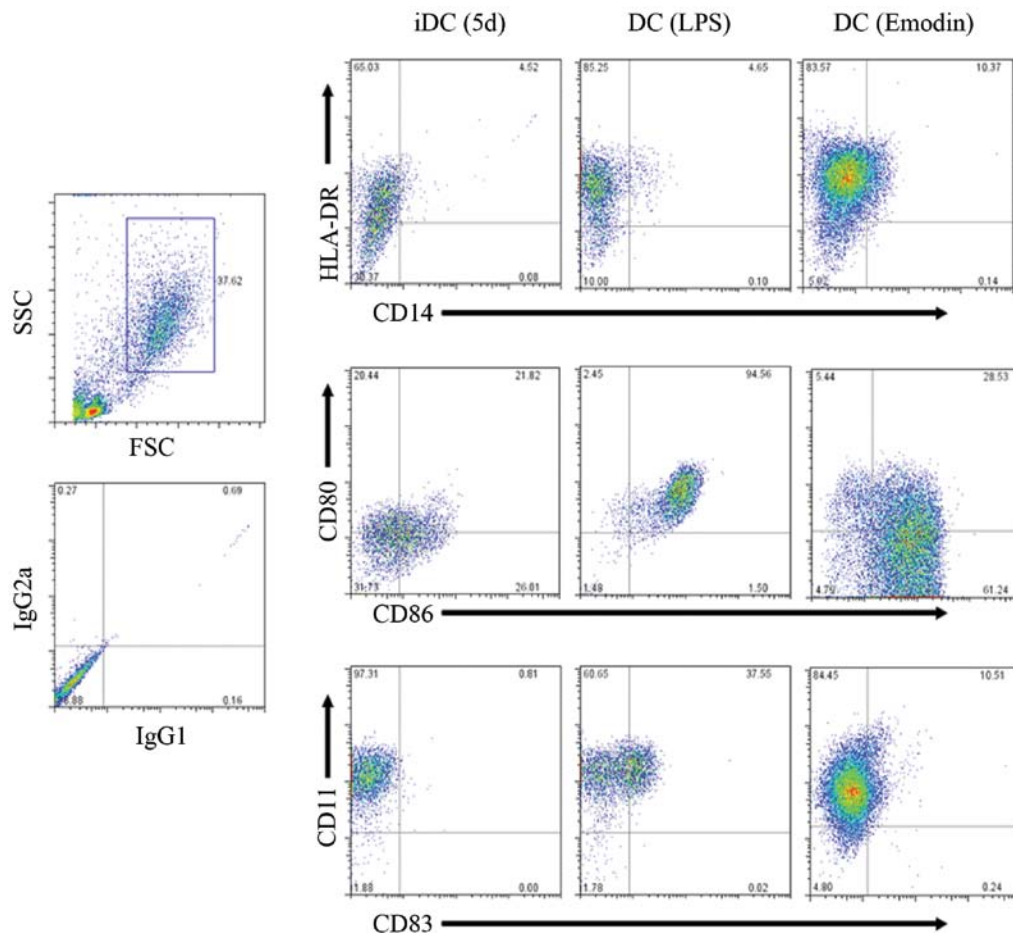 iDC (5d) DC (LPS) DC (Emodin)
65.03 4.52
85.25 4.65
83.57 10.37
HLA-DR
0.08
10.00 0.10
0.14
CD14
SSC
37.62
FSC
20.44 21.82
2.45 94.56
5.44 28.53
CD80
31.73 26.01
1.48 1.50
61.24
CD86
0.27 0.69
IgG2a
0.16
IgG1
97.31 0.81
60.65 37.55
84.45 10.51
CD11
1.88 0.00
1.78 0.02
4.80 0.24
CD83